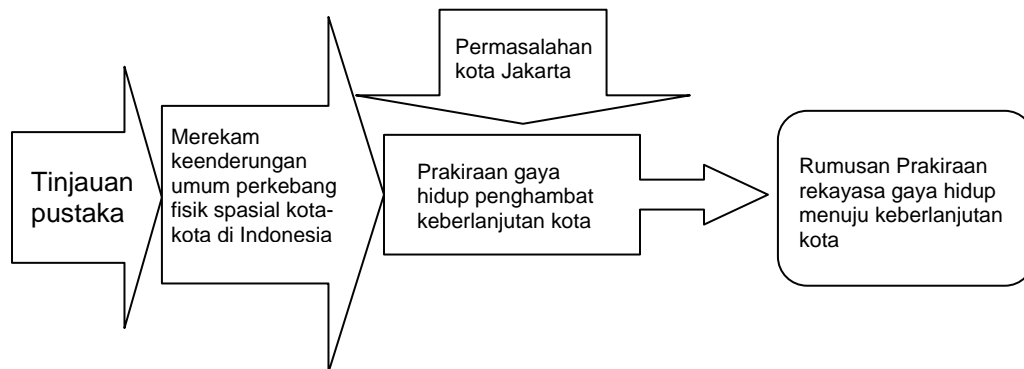 Tinjauan
pustaka
Merekam
keenderungan
umum perkebang
fisik spasial kota-
kota di Indonesia
Permasalahan
kota Jakarta
Prakiraan gaya
hidup penghambat
keberlanjutan kota
Rumusan Prakiraan
rekayasa gaya hidup
menuju keberlanjutan
kota